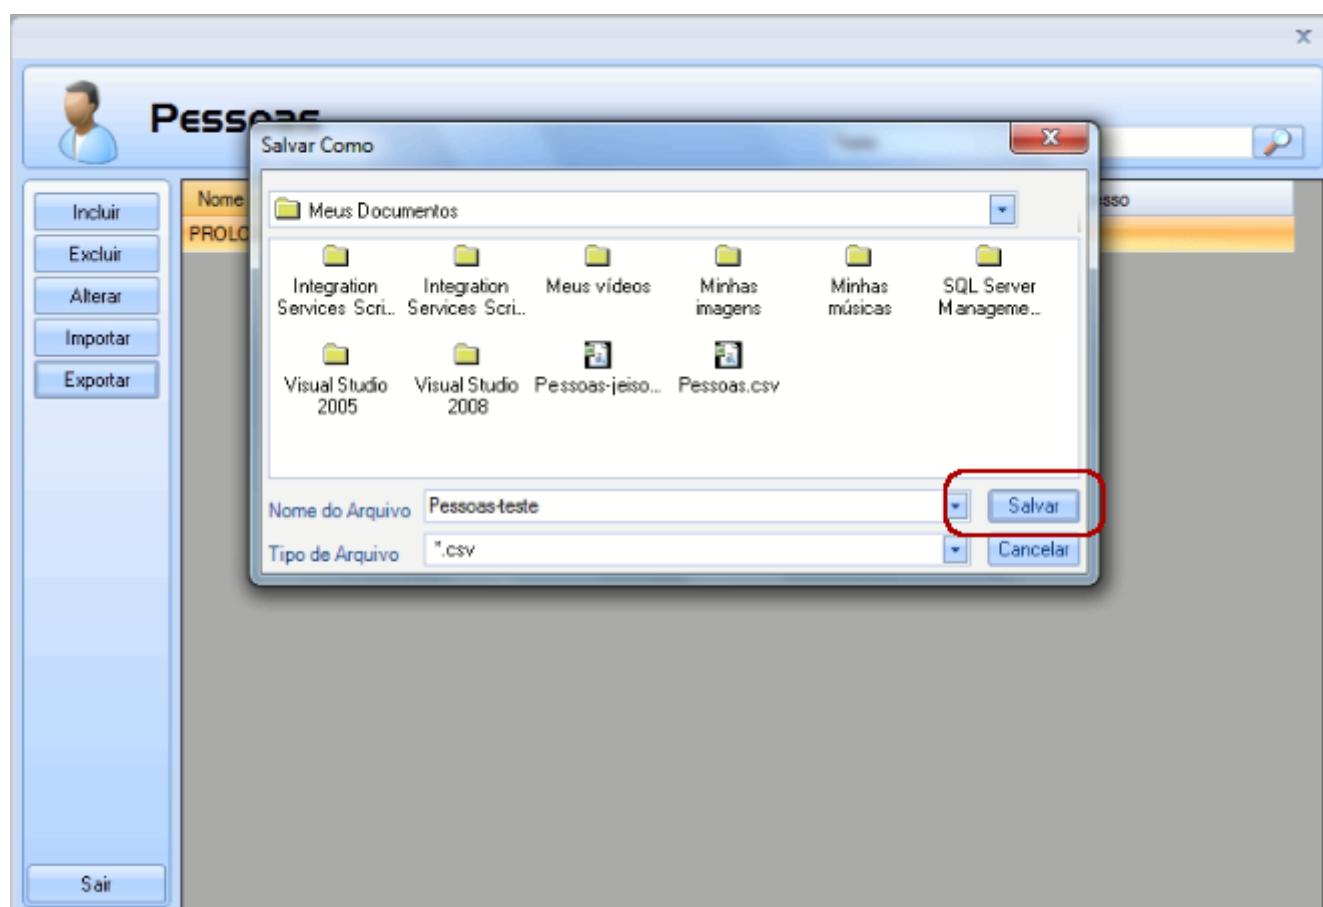 x
Pessoas
Salvar Como
x
Incluir
Excluir
Alterar
Importar
Exportar
Sair
Nome
sso
PROLO
Meus Documentos
Integration
Services Scri...
Integration
Services Scri...
Meus vídeos
Minhas
imagens
Minhas
músicas
SQL Server
Manageme...
Visual Studio
2005
Visual Studio
2008
Pessoas-jeiso...
Pessoas.csv
Nome do Arquivo
Pessoas-teste
Salvar
Tipo de Arquivo
*.csv
Cancelar